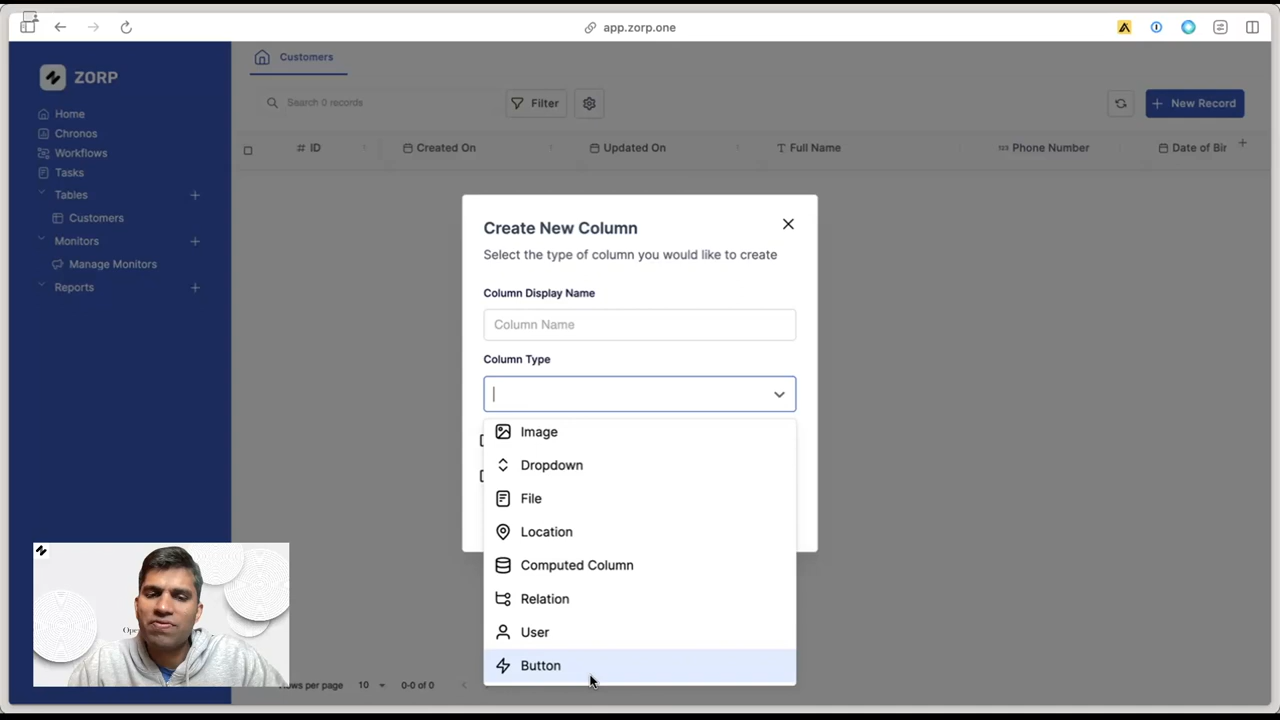 app.zorp.one
ZORP
Home
Chronos
Workflows
Tasks
Tables
Customers
Monitors
Manage Monitors
Reports
Customers
Search 0 records
Filter
New Record
# ID
Created On
Updated On
Full Name
Phone Number
Date of Bir
Create New Column
Select the type of column you would like to create
Column Display Name
Column Name
Column Type
Image
Dropdown
File
Location
Computed Column
Relation
User
Button
per page
10
0-0 of 0